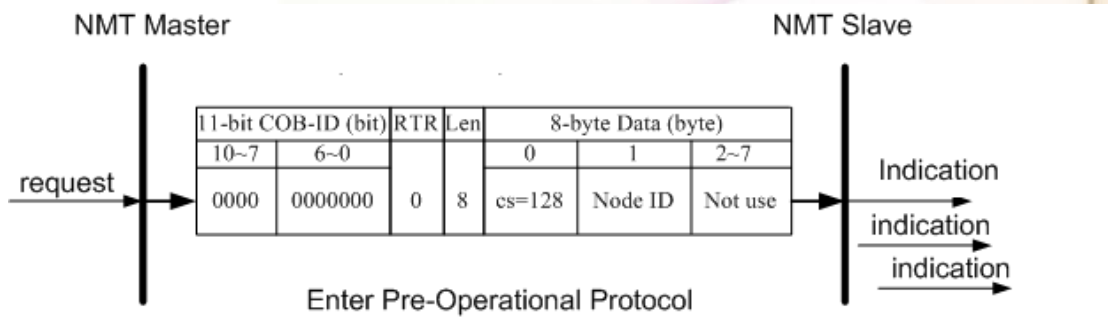 NMT Master NMT Slave
11-bit COB-ID (bit) RTR Len 8-byte Data (byte)
10~7 6~0 0 1 2~7
request 0000 0000000 0 8 cs=128 Node ID Not use Indication
indication
indication
Enter Pre-Operational Protocol